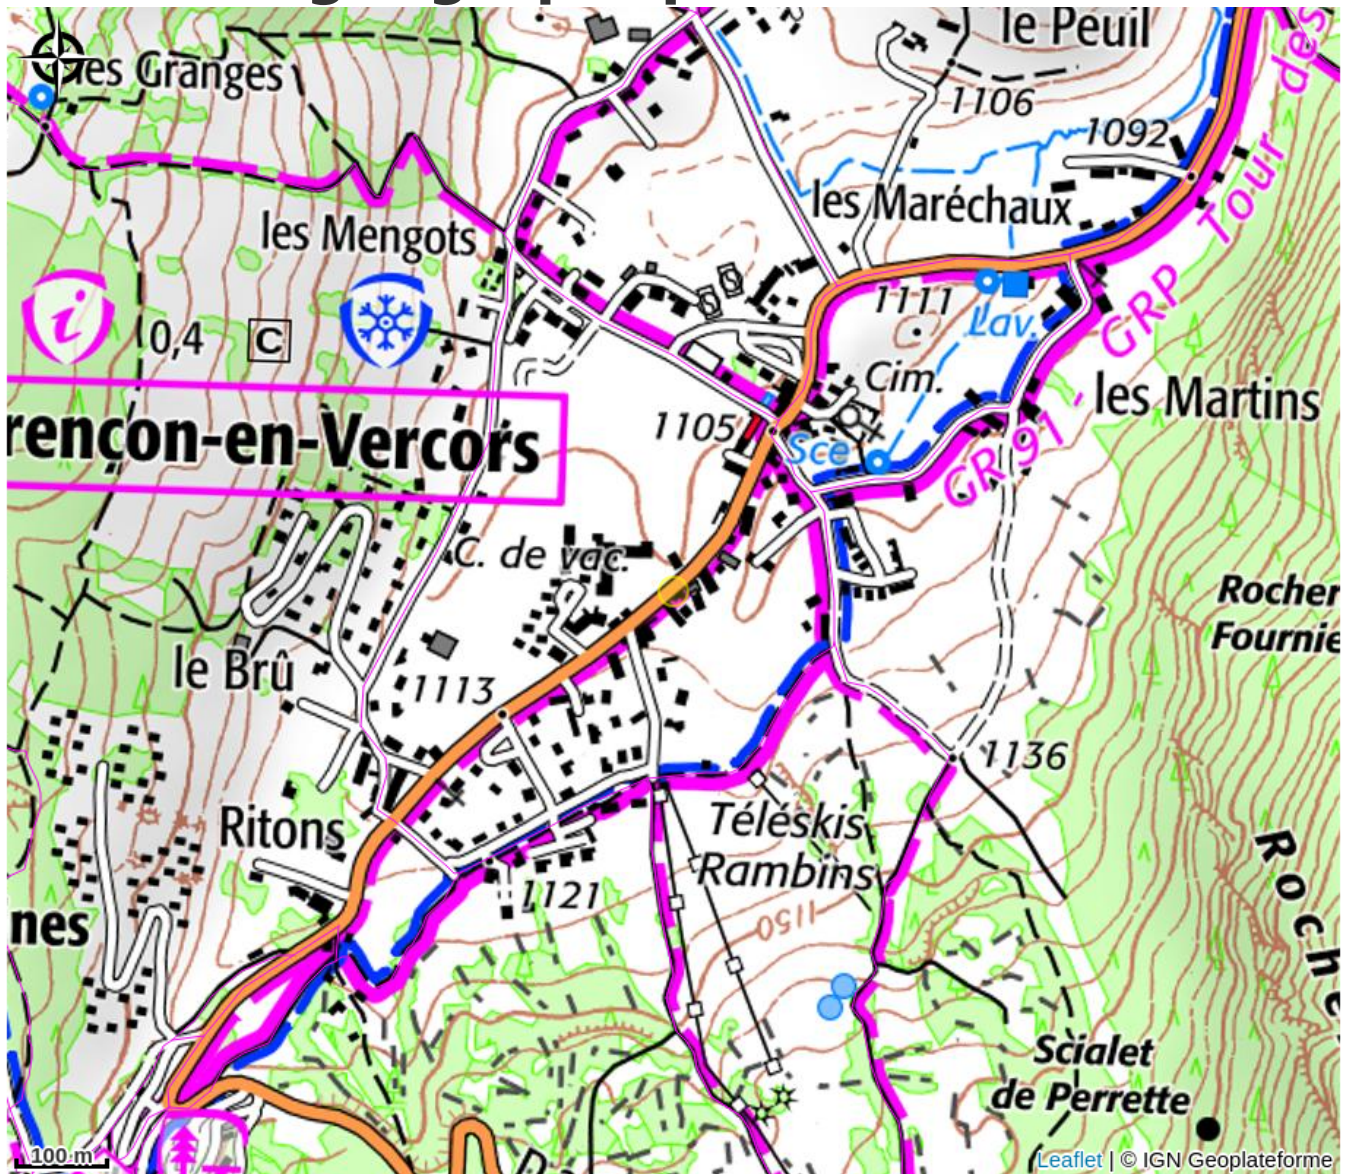 le Peuil
les Granges
1106
1092
Tour des
les Maréchaux
les Mengots
i
0,4
C
1111
Lav.
GRP
Cim.
les Martins
rençon-en-Vercors
1105
Sce
GR 91 -
C. de vac.
Rocher
Fournie
le Brû
1113
1136
Ritons
Téléskis
Rambins
Roche
1121
nes
1150
Scialet
de Perrette
100 m
Leaflet | © IGN Geoplateforme